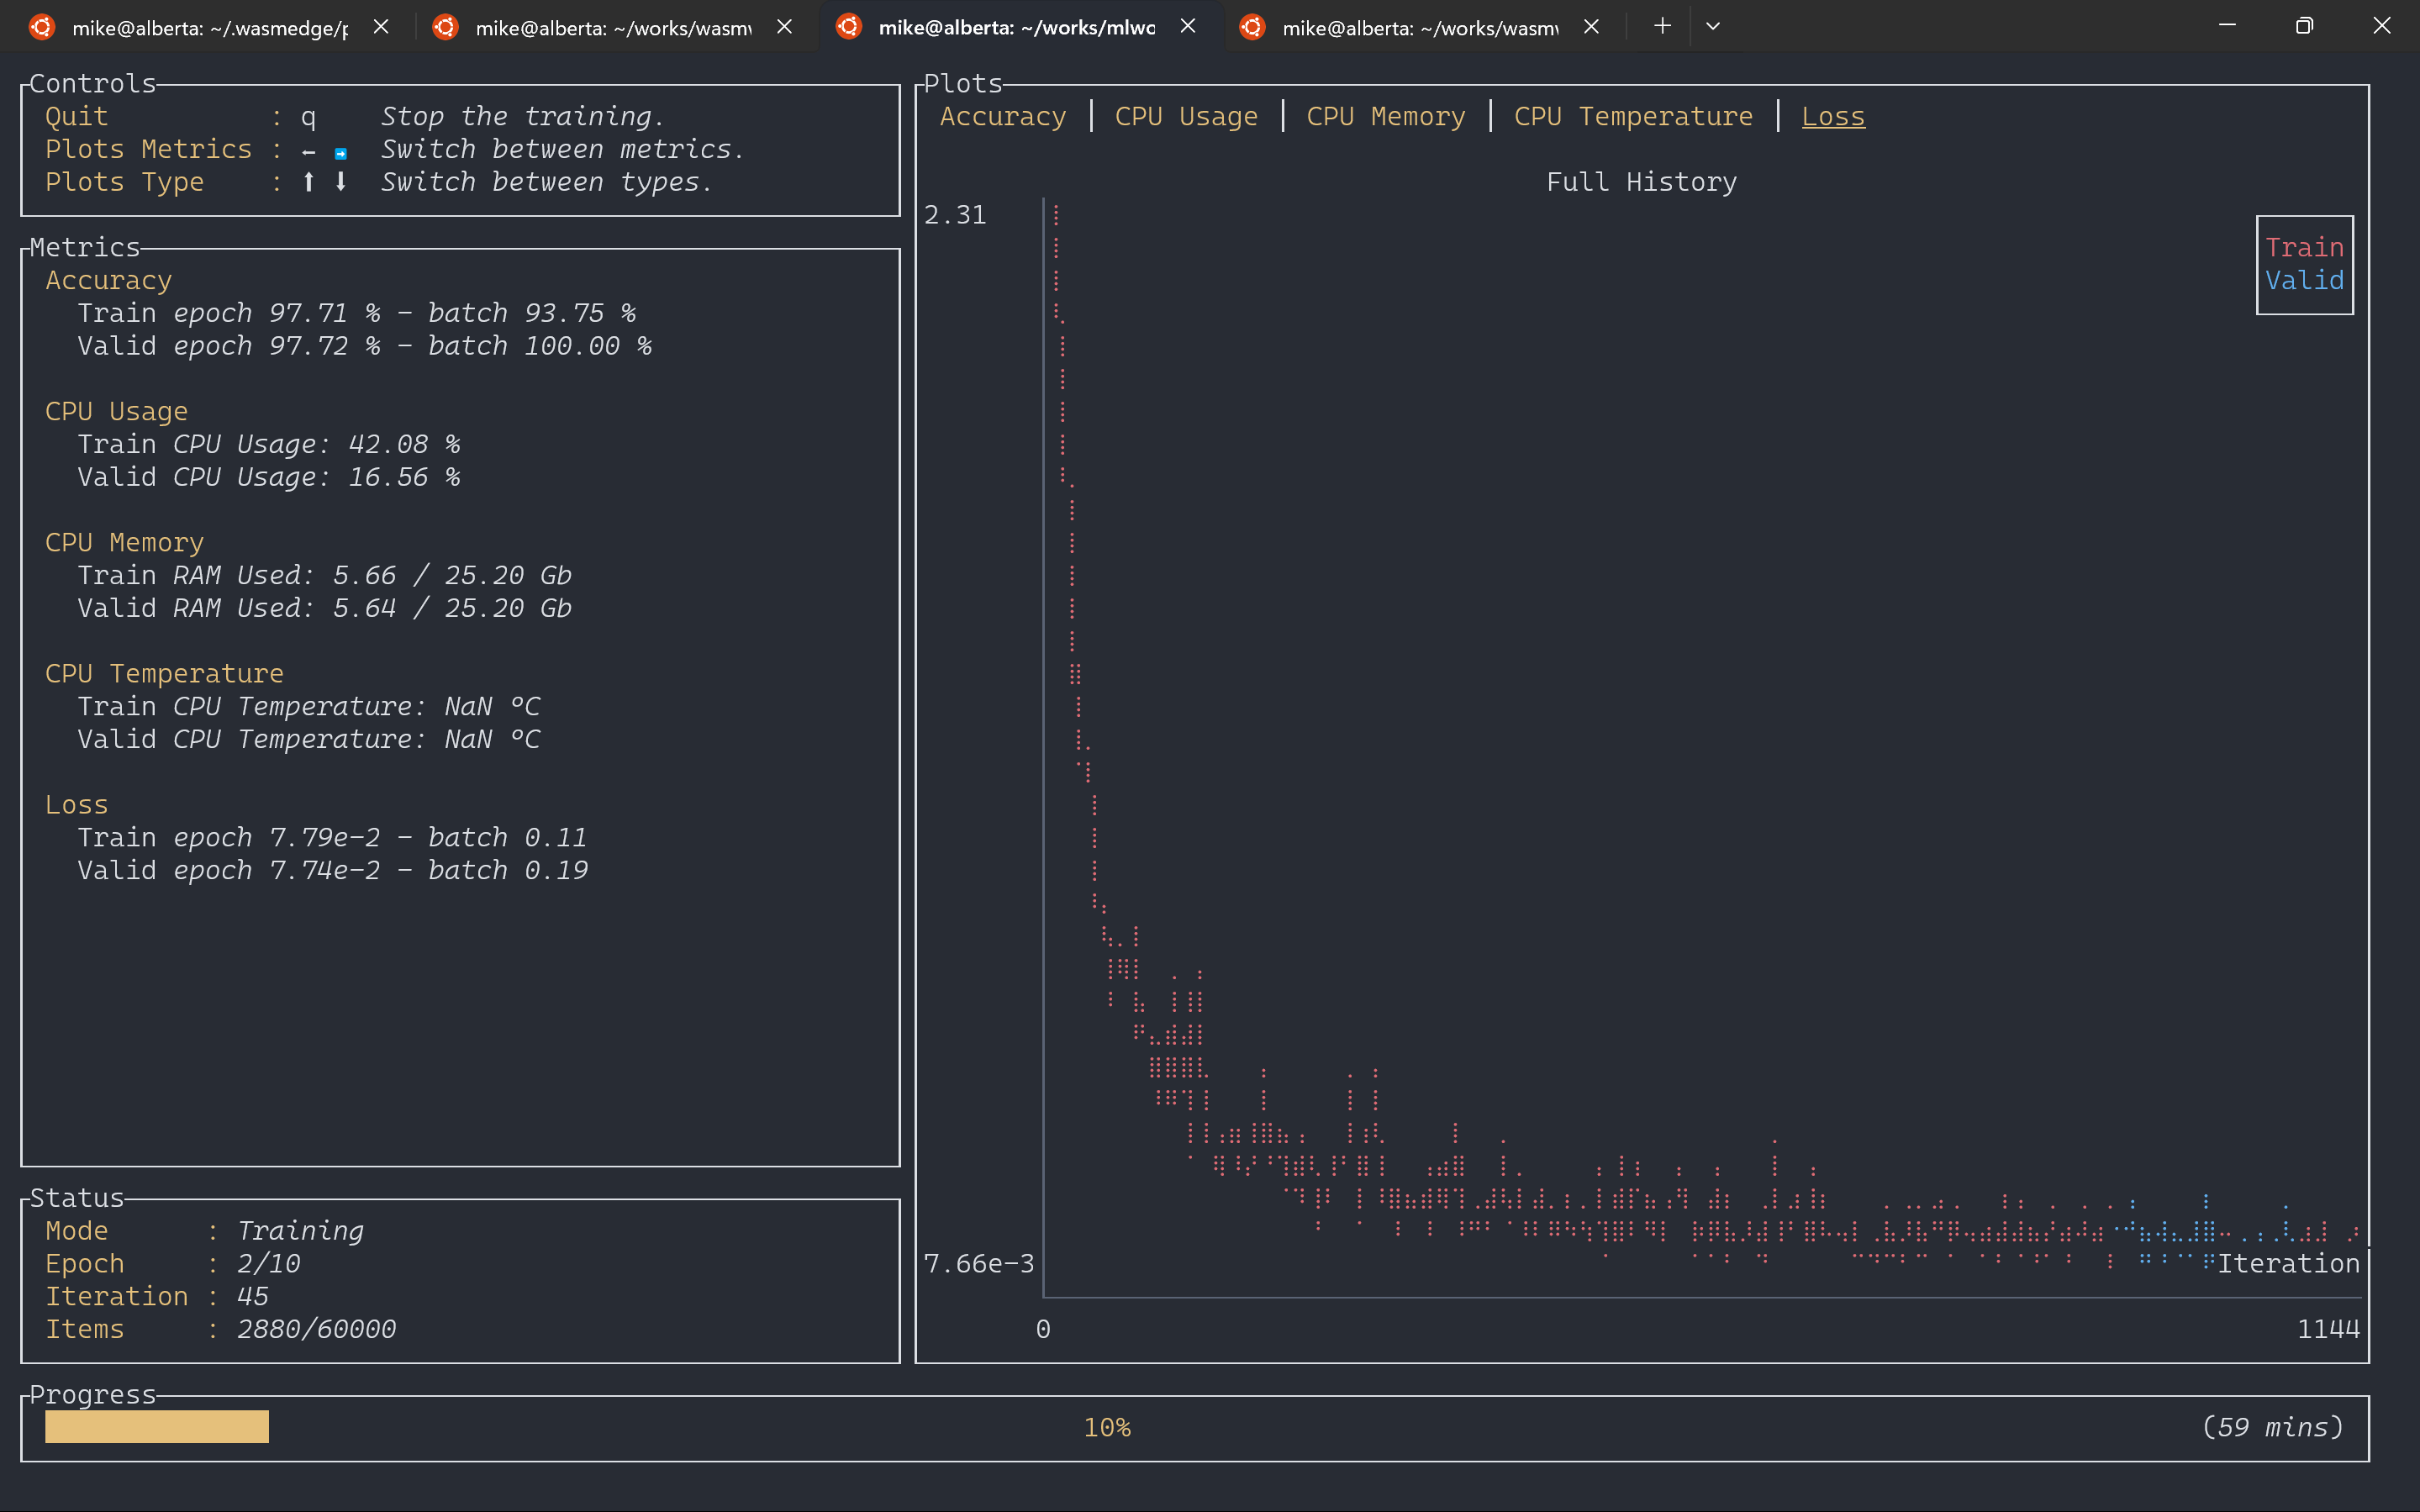 mike@alberta: ~/.wasmedge/p
mike@alberta: ~/works/wasmw
mike@alberta: ~/works/mlwo
mike@alberta: ~/works/wasmw
Controls
Quit : q Stop the training.
Plots Metrics : ← → Switch between metrics.
Plots Type : ↑ ↓ Switch between types.
Metrics
Accuracy
Train epoch 97.71 % - batch 93.75 %
Valid epoch 97.72 % - batch 100.00 %
CPU Usage
Train CPU Usage: 42.08 %
Valid CPU Usage: 16.56 %
CPU Memory
Train RAM Used: 5.66 / 25.20 Gb
Valid RAM Used: 5.64 / 25.20 Gb
CPU Temperature
Train CPU Temperature: NaN °C
Valid CPU Temperature: NaN °C
Loss
Train epoch 7.79e-2 - batch 0.11
Valid epoch 7.74e-2 - batch 0.19
Status
Mode : Training
Epoch : 2/10
Iteration : 45
Items : 2880/60000
Plots
Accuracy | CPU Usage | CPU Memory | CPU Temperature | Loss
Full History
2.31
Train
Valid
7.66e-3
Iteration
0 1144
Progress
10% (59 mins)